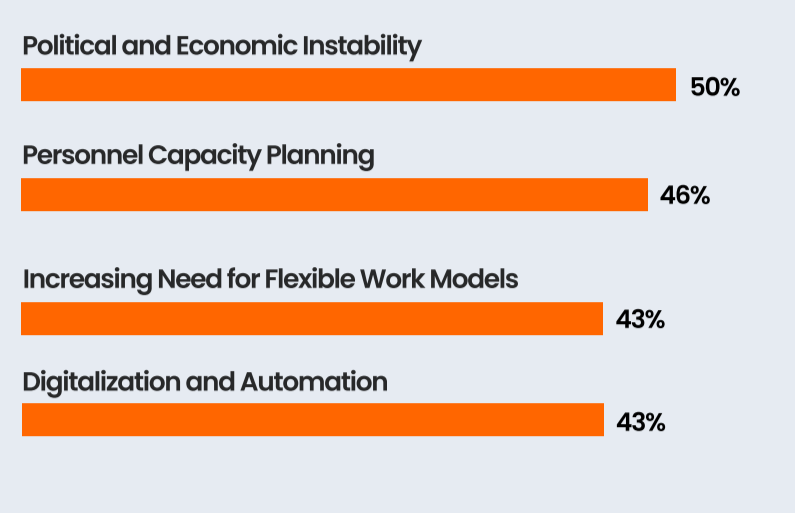 Political and Economic Instability
50%
Personnel Capacity Planning
46%
Increasing Need for Flexible Work Models
43%
Digitalization and Automation
43%